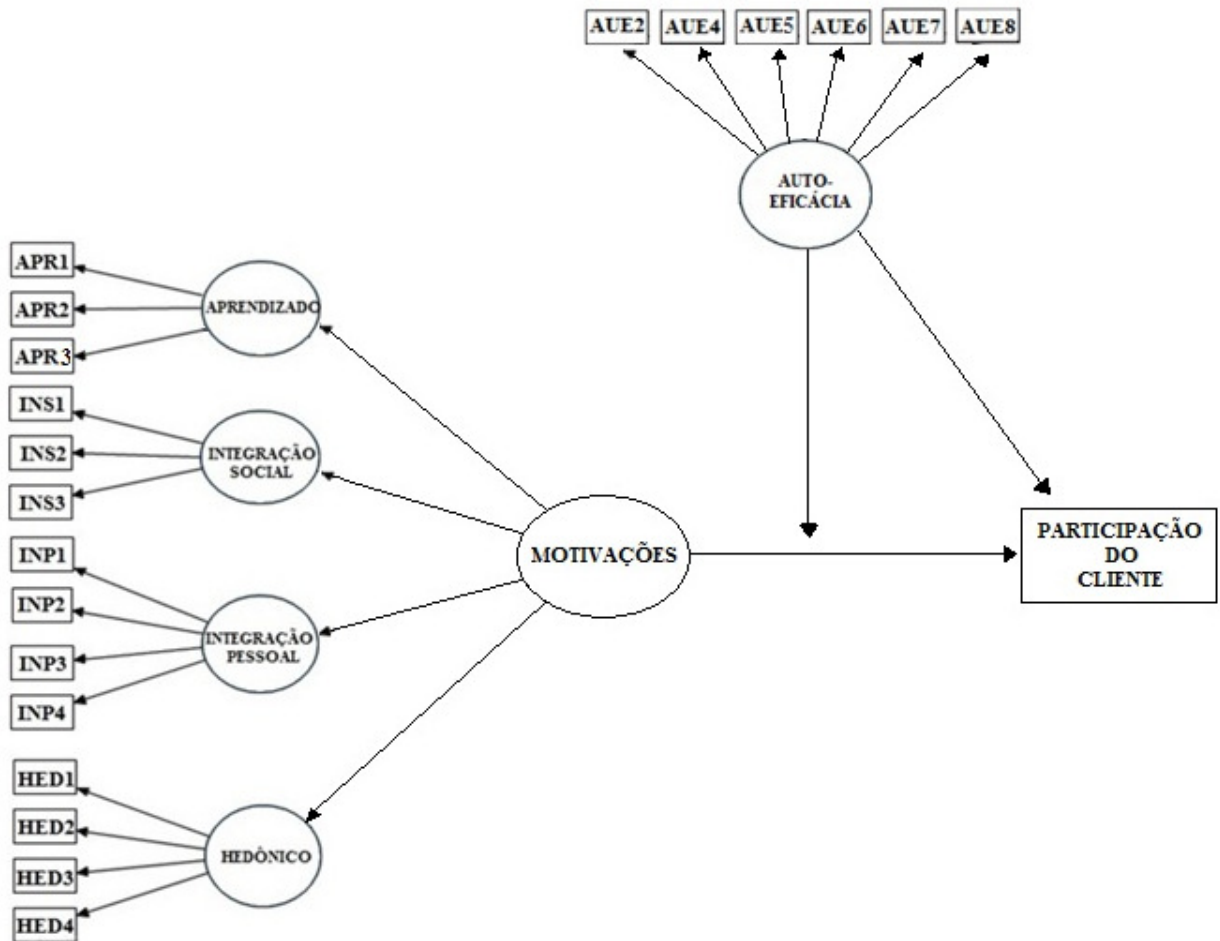 AUE2 AUE4 AUE5 AUE6 AUE7 AUE8
AUTO-
EFICÁCIA
APR1
APR2
APR3
APRENDIZADO
INS1
INS2
INS3
INTEGRAÇÃO
SOCIAL
INP1
INP2
INP3
INP4
INTEGRAÇÃO
PESSOAL
HED1
HED2
HED3
HED4
HEDÔNICO
MOTIVAÇÕES
PARTICIPAÇÃO
DO
CLIENTE